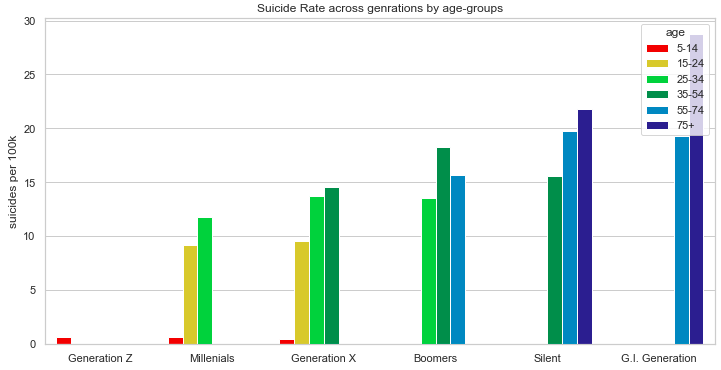 Suicide Rate across genrations by age-groups
suicides per 100k
30
25
20
15
10
5
0
age
5-14
15-24
25-34
35-54
55-74
75+
Generation Z
Millenials
Generation X
Boomers
Silent
G.I. Generation